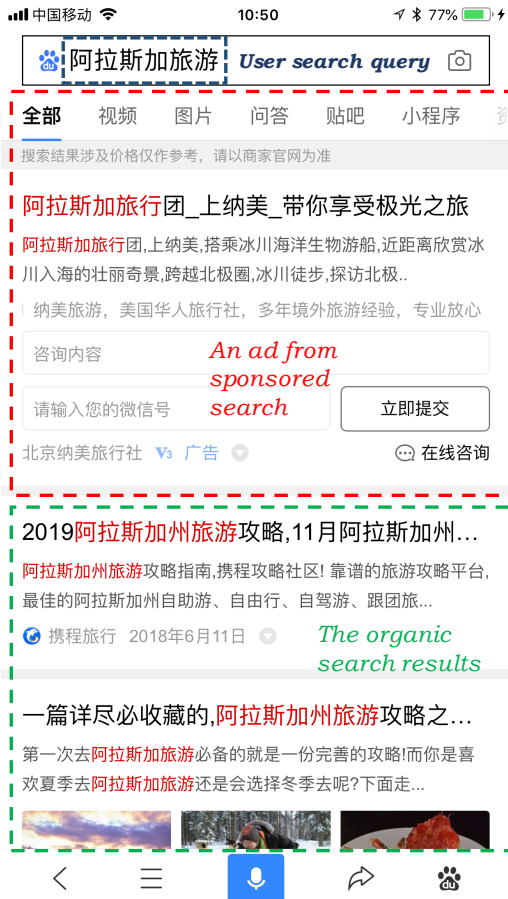 中国移动 10:50 77%
du 阿拉斯加旅游 User search query
全部 视频 图片 问答 贴吧 小程序
搜索结果涉及价格仅作参考，请以商家官网为准
阿拉斯加旅行团_上纳美_带你享受极光之旅
阿拉斯加旅行团,上纳美,搭乘冰川海洋生物游船,近距离欣赏冰
川入海的壮丽奇景,跨越北极圈,冰川徒步,探访北极..
纳美旅游，美国华人旅行社，多年境外旅游经验，专业放心
咨询内容
An ad from
sponsored
search
请输入您的微信号 立即提交
北京纳美旅行社 V3 广告 在线咨询
2019阿拉斯加州旅游攻略,11月阿拉斯加州...
阿拉斯加州旅游攻略指南,携程攻略社区! 靠谱的旅游攻略平台,
最佳的阿拉斯加州自助游、自由行、自驾游、跟团旅...
携程旅行 2018年6月11日
The organic
search results
一篇详尽必收藏的,阿拉斯加州旅游攻略之...
第一次去阿拉斯加旅游必备的就是一份完善的攻略!而你是喜
欢夏季去阿拉斯加旅游还是会选择冬季去呢?下面走...
du